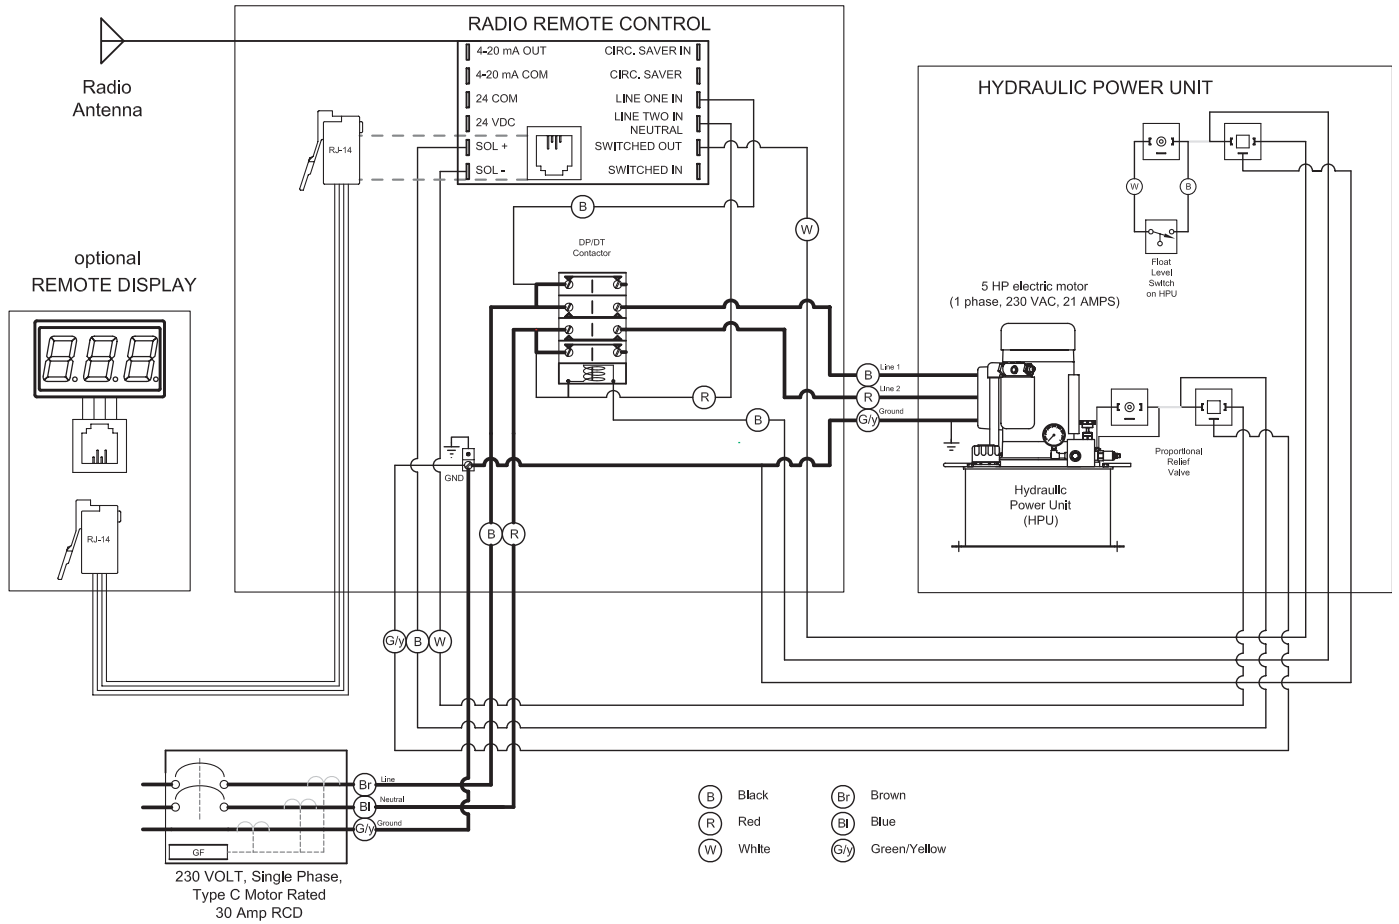 RADIO REMOTE CONTROL
4-20 mA OUT
CIRC. SAVER IN
4-20 mA COM
CIRC. SAVER
24 COM
LINE ONE IN
24 VDC
LINE TWO IN
NEUTRAL
SOL +
SWITCHED OUT
SOL -
SWITCHED IN
Radio
Antenna
RJ-14
HYDRAULIC POWER UNIT
W
B
Float
Level
Switch
on HPU
B
W
DP/DT
Contactor
optional
REMOTE DISPLAY
888
RJ-14
5 HP electric motor
(1 phase, 230 VAC, 21 AMPS)
B
Line 1
R
Line 2
G/y
Ground
R
B
GND
Proportional
Relief
Valve
Hydraulic
Power Unit
(HPU)
B
R
G/y
B
W
Br
Line
Bl
Neutral
G/y
Ground
GF
230 VOLT, Single Phase,
Type C Motor Rated
30 Amp RCD
B
Black
Br
Brown
R
Red
Bl
Blue
W
White
G/y
Green/Yellow